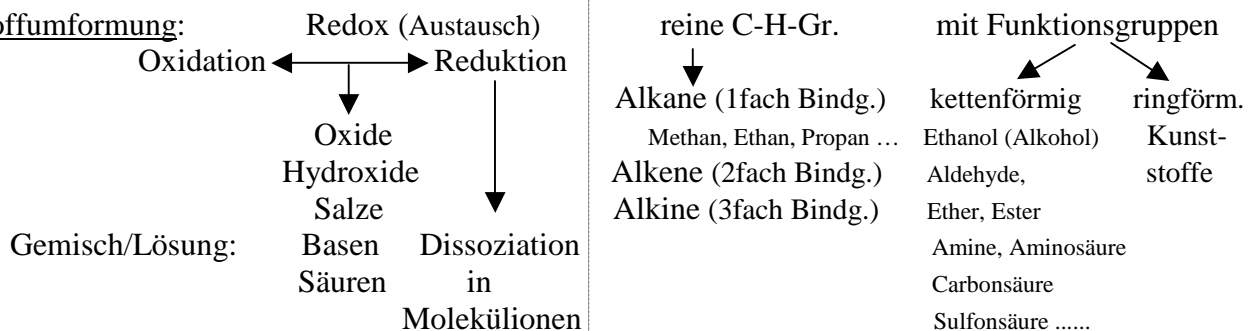 offumformung: Redox (Austausch)
Oxidation Reduktion
Oxide
Hydroxide
Salze
Gemisch/Lösung: Basen Dissoziation
Säuren in
Molekülionen
reine C-H-Gr. mit Funktionsgruppen
Alkane (1fach Bindg.) kettenförmig ringförm.
Methan, Ethan, Propan … Ethanol (Alkohol) Kunst-
Alkene (2fach Bindg.) Aldehyde, stoffe
Alkine (3fach Bindg.) Ether, Ester
Amine, Aminosäure
Carbonsäure
Sulfonsäure ......